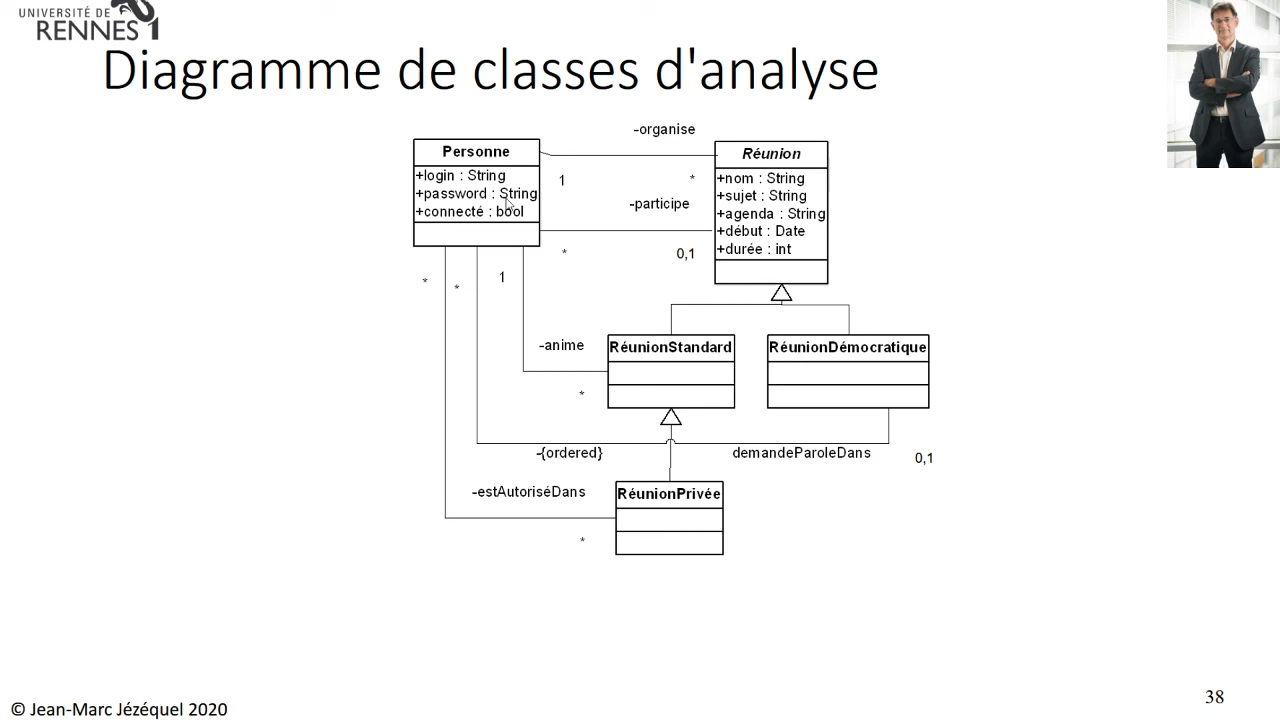 UNIVERSITÉ DE
RENNES 1
Diagramme de classes d'analyse
-organise
Personne
Réunion
+login : String
+password : String
+connecté : bool
1
*
+nom : String
+sujet : String
+agenda : String
+début : Date
+durée : int
-participe
*
0,1
*
*
1
-anime
*
RéunionStandard
RéunionDémocratique
-{ordered}
demandeParoleDans
0,1
-estAutoriséDans
*
RéunionPrivée
38
© Jean-Marc Jézéquel 2020